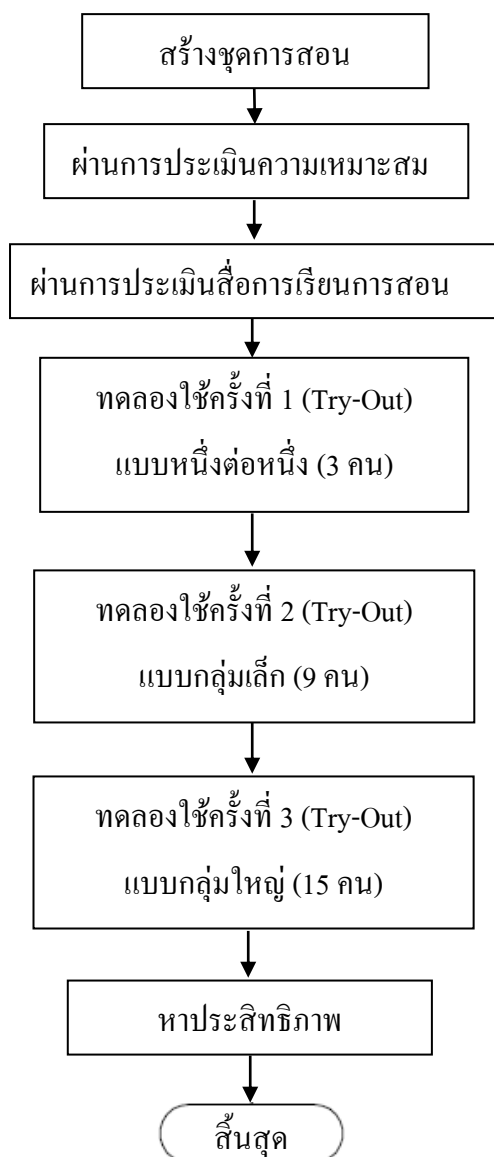 สร้างชุดการสอน
ผ่านการประเมินความเหมาะสม
ผ่านการประเมินสื่อการเรียนการสอน
ทดลองใช้ครั้งที่ 1 (Try-Out)
แบบหนึ่งต่อหนึ่ง (3 คน)
ทดลองใช้ครั้งที่ 2 (Try-Out)
แบบกลุ่มเล็ก (9 คน)
ทดลองใช้ครั้งที่ 3 (Try-Out)
แบบกลุ่มใหญ่ (15 คน)
หาประสิทธิภาพ
สิ้นสุด